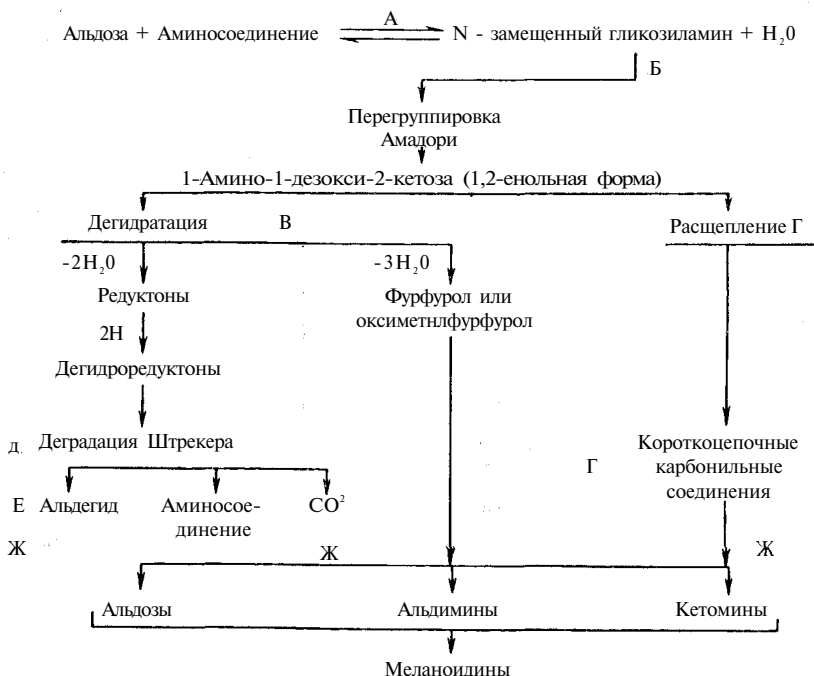 А
Альдоза + Аминосоединение N - замещенный гликозиламин + H₂0
Б
Перегруппировка
Амадори
1-Амино-1-дезокси-2-кетоза (1,2-енольная форма)
Дегидратация В Расщепление Г
-2H₂0 -3H₂0
Редуктоны
Фурфурол или
оксиметнлфурфурол
2Н
Дегидроредуктоны
д. Деградация Штрекера
Короткоцепочные
Г карбонильные
соединения
Е Альдегид Аминосое-
динение CO²
Ж Ж Ж
Альдозы Альдимины Кетомины
Меланоидины